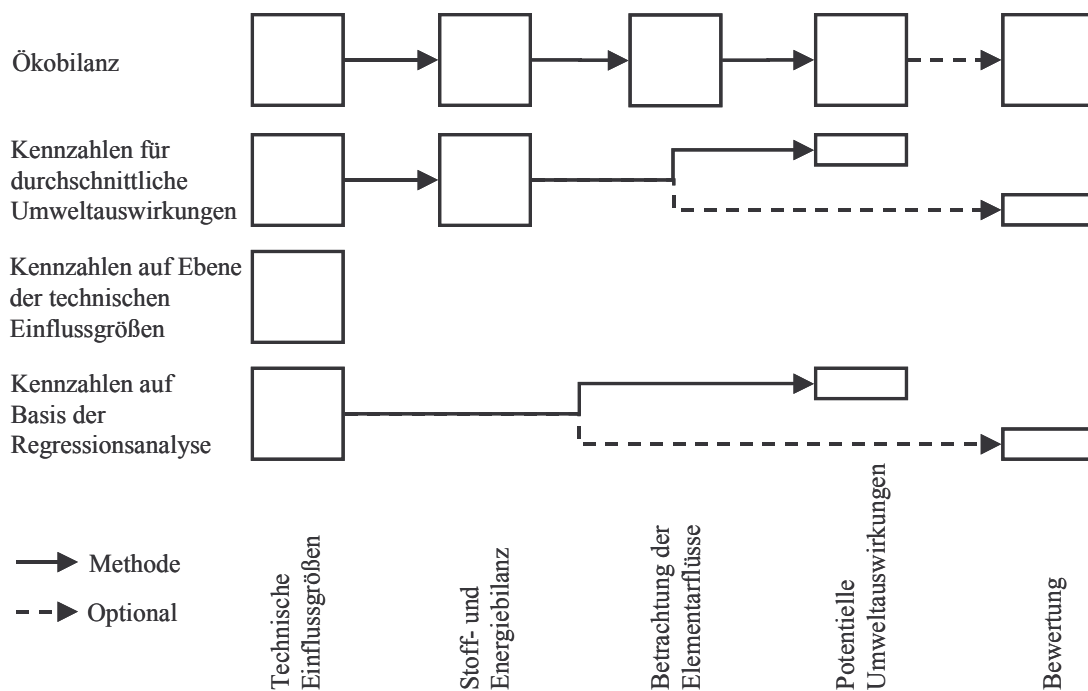 Ökobilanz
Kennzahlen für
durchschnittliche
Umweltauswirkungen
Kennzahlen auf Ebene
der technischen
Einflussgrößen
Kennzahlen auf
Basis der
Regressionsanalyse
Methode
Optional
Technische
Einflussgrößen
Stoff- und
Energiebilanz
Betrachtung der
Elementarflüsse
Potentielle
Umweltauswirkungen
Bewertung